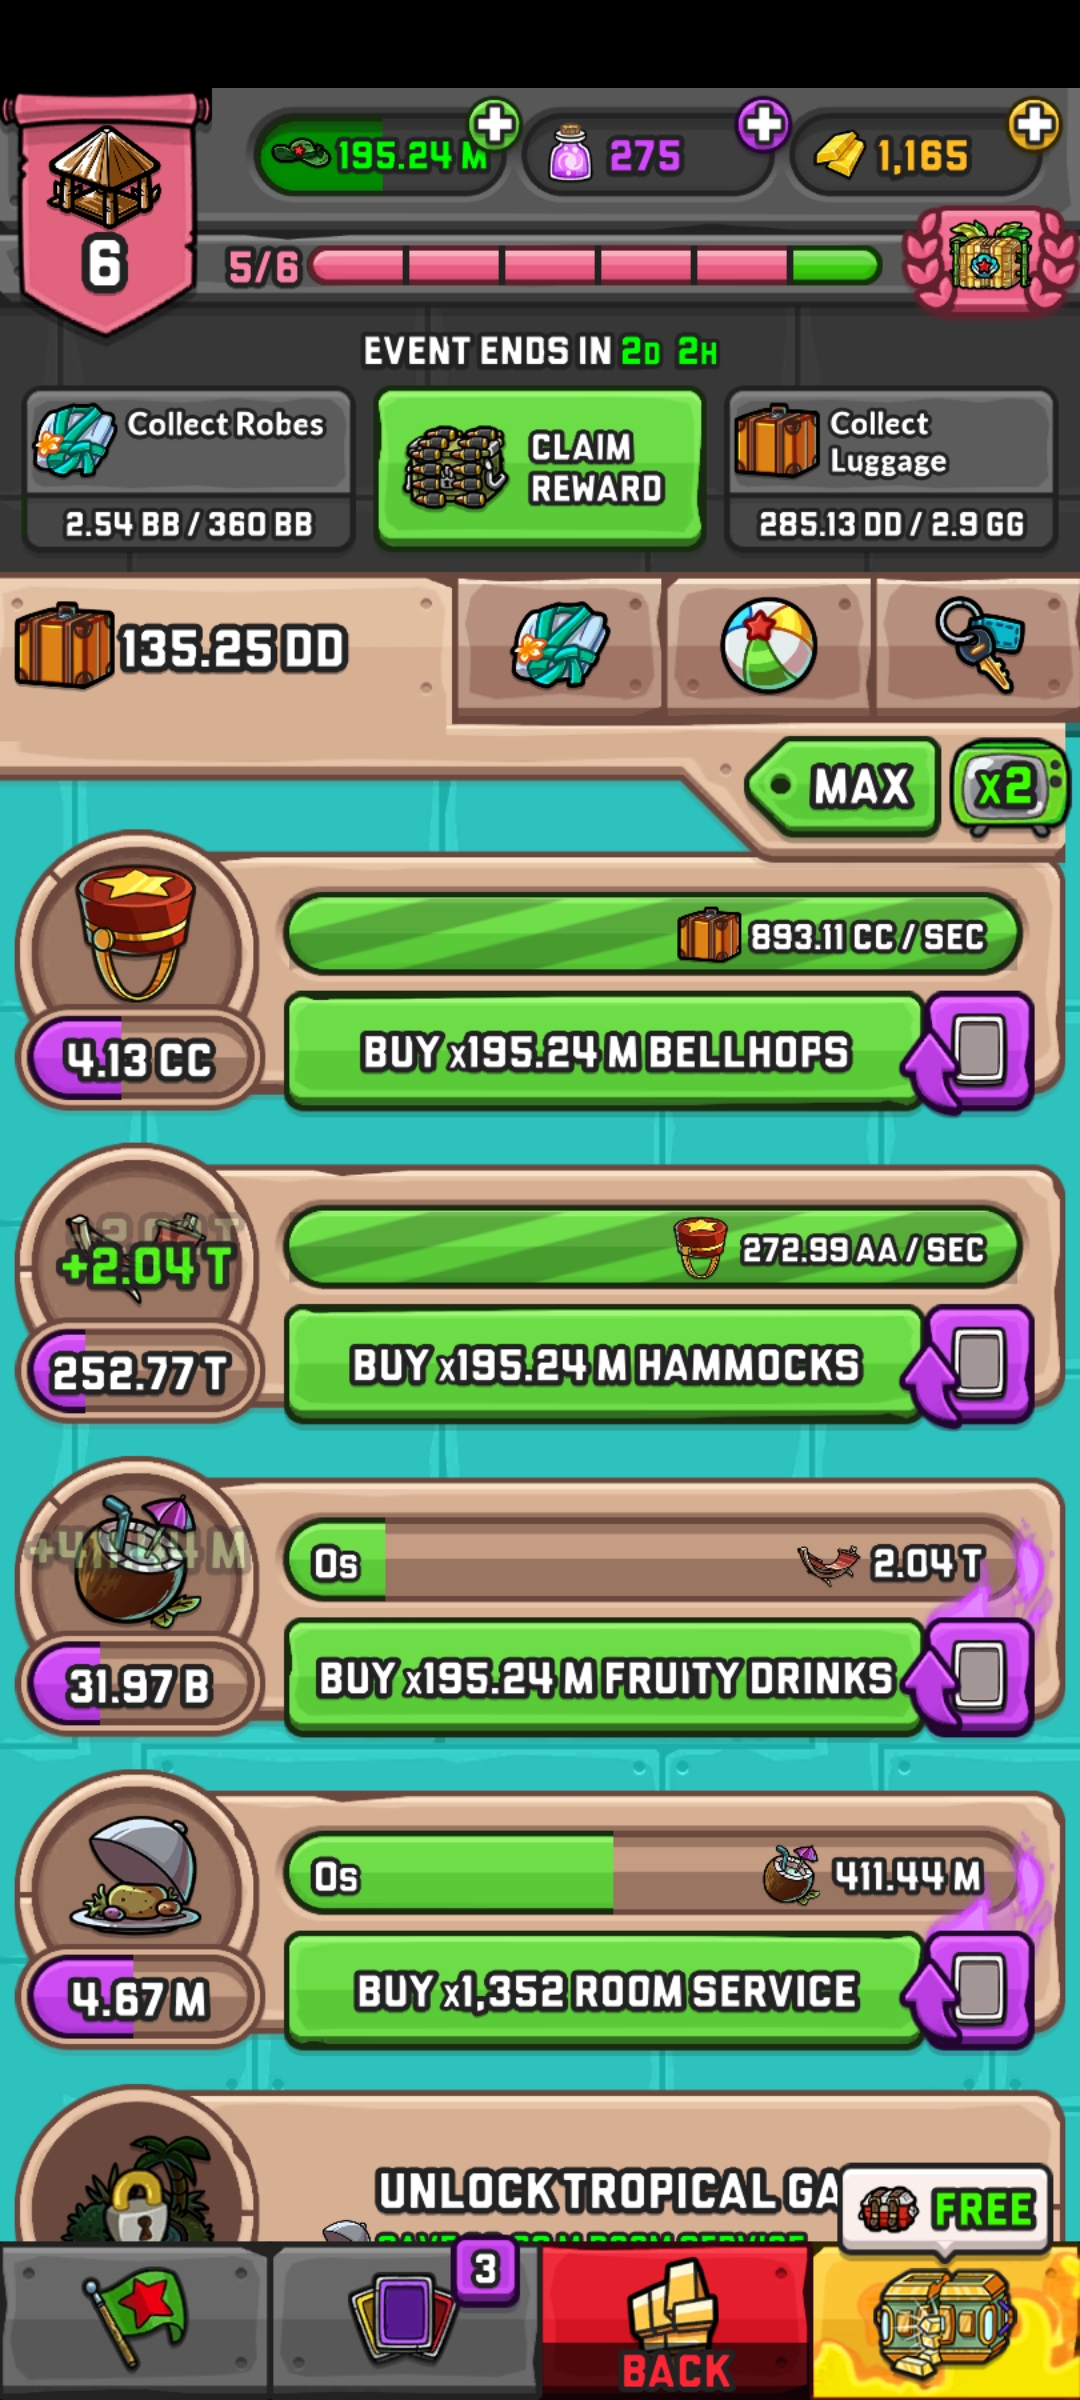 195.24 M
275
1,165
6
5/6
EVENT ENDS IN 2D 2H
Collect Robes
2.54 BB / 360 BB
CLAIM
REWARD
Collect
Luggage
285.13 DD / 2.9 GG
135.25 DD
MAX
x2
893.11 CC / SEC
4.13 CC
BUY x195.24 M BELLHOPS
+2.04 T
272.99 AA / SEC
252.77 T
BUY x195.24 M HAMMOCKS
0s
2.04 T
31.97 B
BUY x195.24 M FRUITY DRINKS
0s
411.44 M
4.67 M
BUY x1,352 ROOM SERVICE
UNLOCK TROPICAL GA
FREE
3
BACK